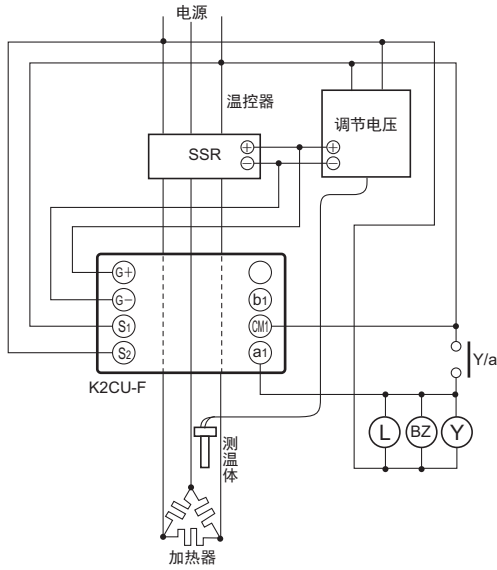 电源
温控器
调节电压
SSR
⊕
⊖
⊕
⊖
G+
G−
S1
S2
b1
CM1
a1
K2CU-F
Y/a
L
BZ
Y
测温体
加热器